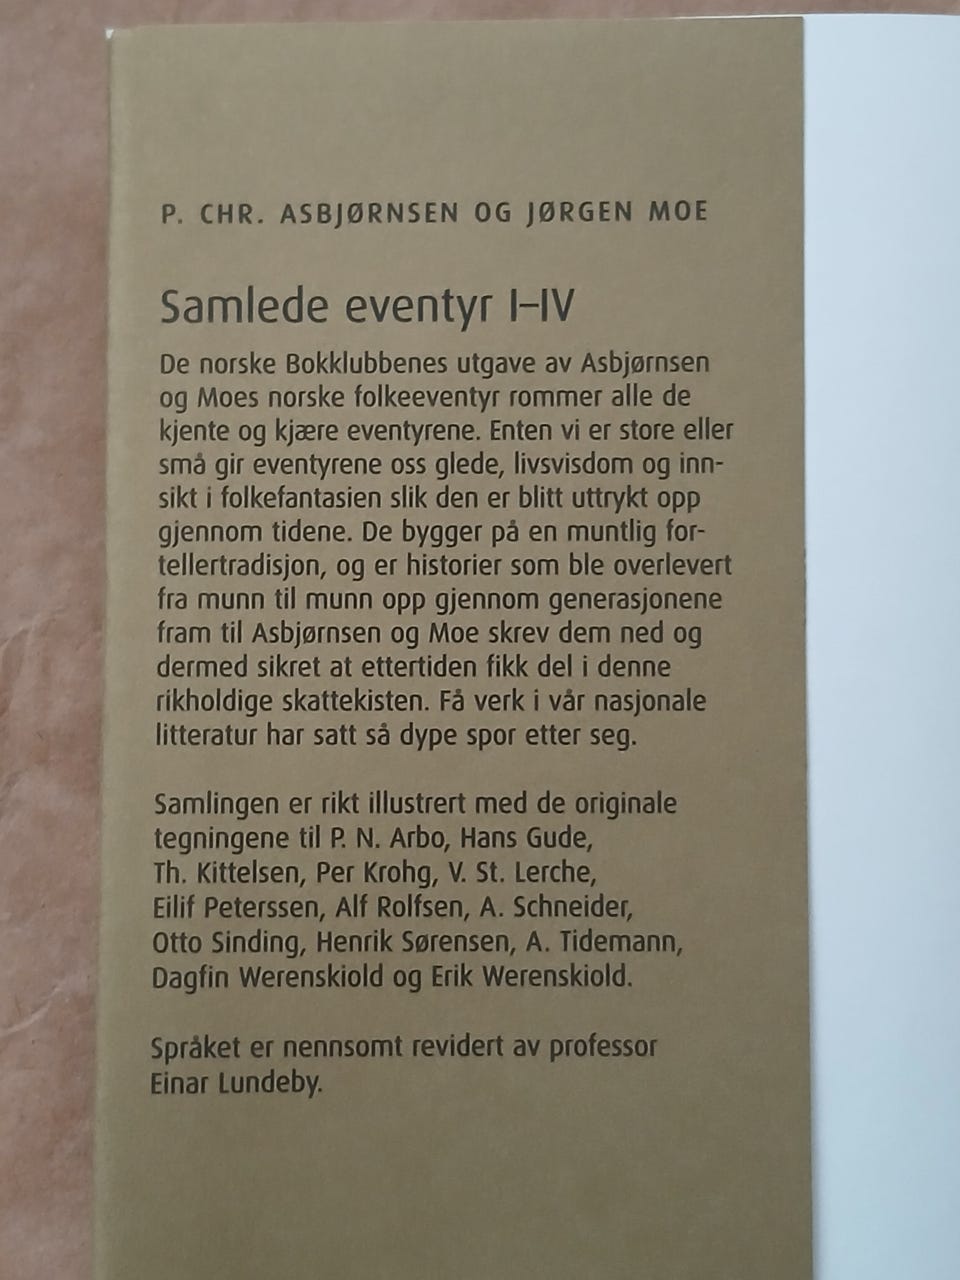 P. CHR. ASBJØRNSEN OG JØRGEN MOE
Samlede eventyr I–IV
De norske Bokklubbenes utgave av Asbjørnsen
og Moes norske folkeeventyr rommer alle de
kjente og kjære eventyrene. Enten vi er store eller
små gir eventyrene oss glede, livsvisdom og inn-
sikt i folkefantasien slik den er blitt uttrykt opp
gjennom tidene. De bygger på en muntlig for-
tellertradisjon, og er historier som ble overlevert
fra munn til munn opp gjennom generasjonene
fram til Asbjørnsen og Moe skrev dem ned og
dermed sikret at ettertiden fikk del i denne
rikholdige skattekisten. Få verk i vår nasjonale
litteratur har satt så dype spor etter seg.
Samlingen er rikt illustrert med de originale
tegningene til P. N. Arbo, Hans Gude,
Th. Kittelsen, Per Krohg, V. St. Lerche,
Eilif Peterssen, Alf Rolfsen, A. Schneider,
Otto Sinding, Henrik Sørensen, A. Tidemann,
Dagfin Werenskiold og Erik Werenskiold.
Språket er nennsomt revidert av professor
Einar Lundeby.